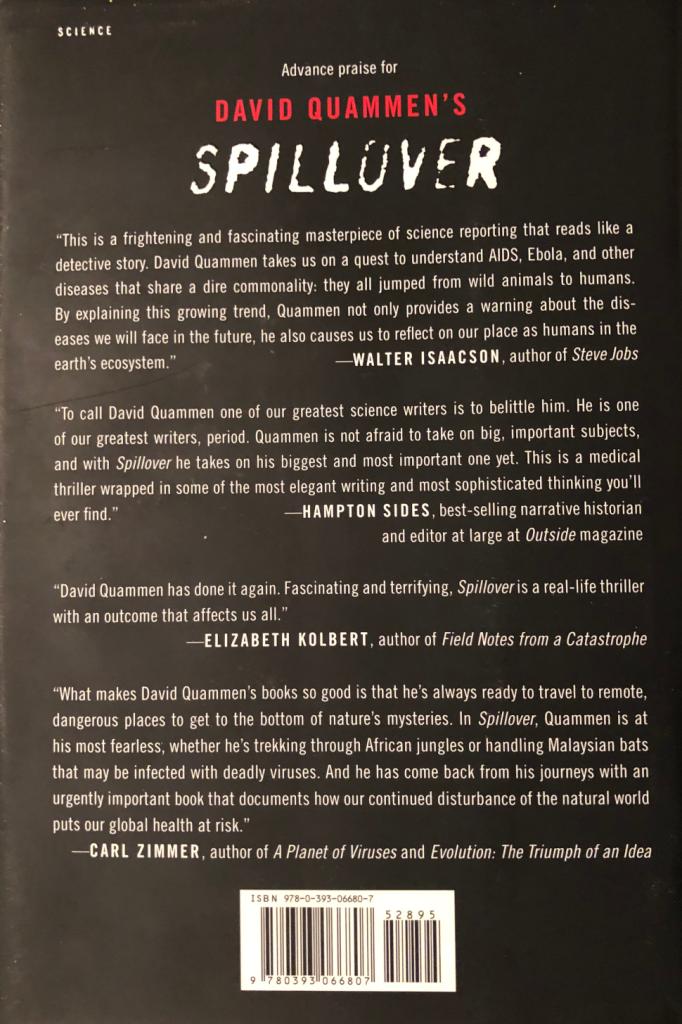 SCIENCE
Advance praise for
DAVID QUAMMEN'S
SPILLOVER
“This is a frightening and fascinating masterpiece of science reporting that reads like a
detective story. David Quammen takes us on a quest to understand AIDS, Ebola, and other
diseases that share a dire commonality: they all jumped from wild animals to humans.
By explaining this growing trend, Quammen not only provides a warning about the dis-
eases we will face in the future, he also causes us to reflect on our place as humans in the
earth’s ecosystem.” —WALTER ISAACSON, author of Steve Jobs
“To call David Quammen one of our greatest science writers is to belittle him. He is one
of our greatest writers, period. Quammen is not afraid to take on big, important subjects,
and with Spillover he takes on his biggest and most important one yet. This is a medical
thriller wrapped in some of the most elegant writing and most sophisticated thinking you’ll
ever find.” —HAMPTON SIDES, best-selling narrative historian
and editor at large at Outside magazine
“David Quammen has done it again. Fascinating and terrifying, Spillover is a real-life thriller
with an outcome that affects us all.”
—ELIZABETH KOLBERT, author of Field Notes from a Catastrophe
“What makes David Quammen’s books so good is that he’s always ready to travel to remote,
dangerous places to get to the bottom of nature’s mysteries. In Spillover, Quammen is at
his most fearless, whether he’s trekking through African jungles or handling Malaysian bats
that may be infected with deadly viruses. And he has come back from his journeys with an
urgently important book that documents how our continued disturbance of the natural world
puts our global health at risk.”
—CARL ZIMMER, author of A Planet of Viruses and Evolution: The Triumph of an Idea
ISBN 978-0-393-06680-7
52895
9 780393 066807